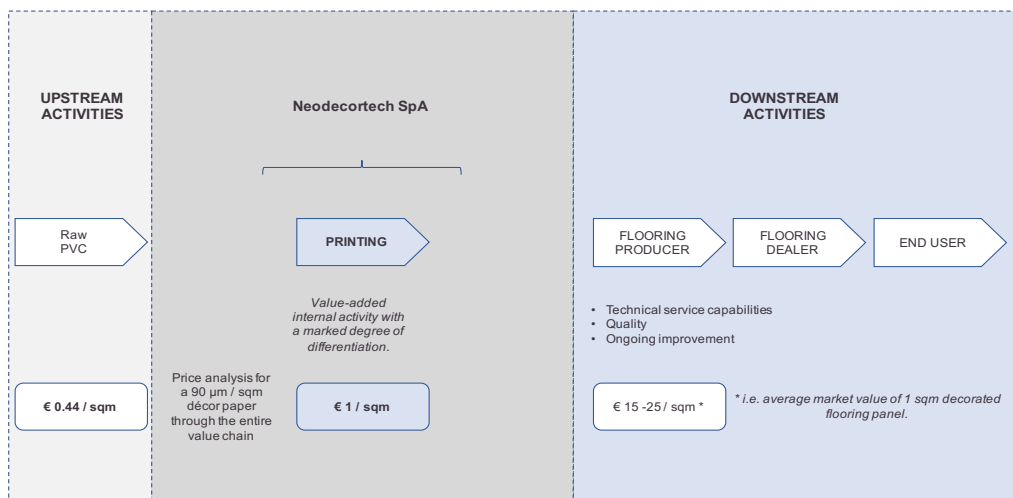 UPSTREAM
ACTIVITIES
Neodecortech SpA
DOWNSTREAM
ACTIVITIES
Raw
PVC
PRINTING
FLOORING
PRODUCER
FLOORING
DEALER
END USER
Value-added
internal activity with
a marked degree of
differentiation.
• Technical service capabilities
• Quality
• Ongoing improvement
€ 0.44 / sqm
Price analysis for
a 90 µm / sqm
décor paper
through the entire
value chain
€ 1 / sqm
€ 15 -25 / sqm *
* i.e. average market value of 1 sqm decorated
flooring panel.